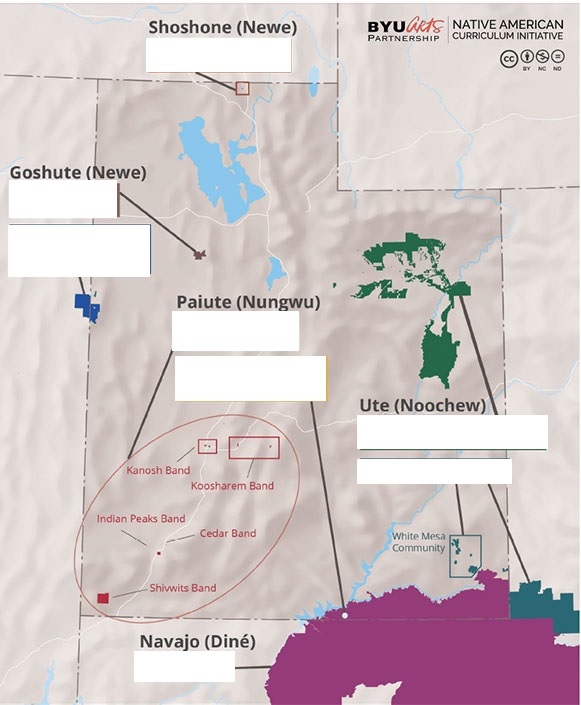 Shoshone (Newe)
BYU Arts
PARTNERSHIP
NATIVE AMERICAN
CURRICULUM INITIATIVE
cc
BY NC ND
Goshute (Newe)
Paiute (Nungwu)
Ute (Noochew)
Kanosh Band
Koosharem Band
Indian Peaks Band
Cedar Band
White Mesa
Community
Shivwits Band
Navajo (Diné)